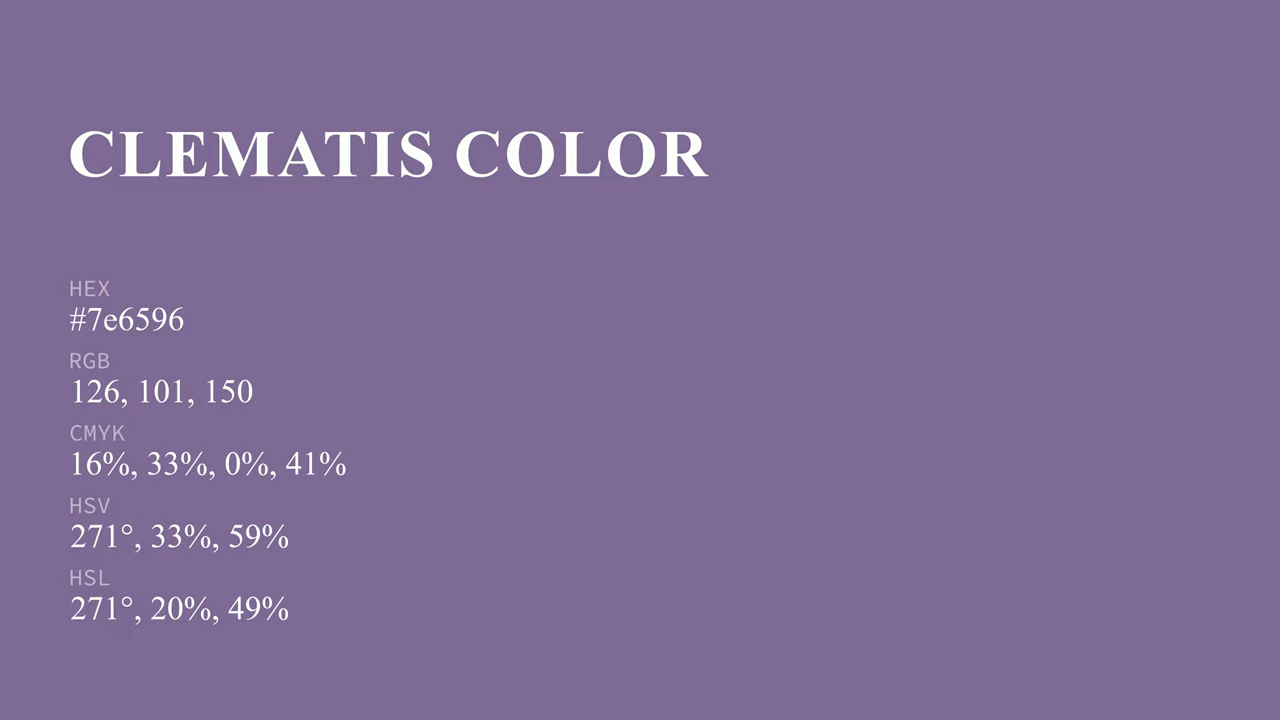 CLEMATIS COLOR
HEX
#7e6596
RGB
126, 101, 150
CMYK
16%, 33%, 0%, 41%
HSV
271°, 33%, 59%
HSL
271°, 20%, 49%